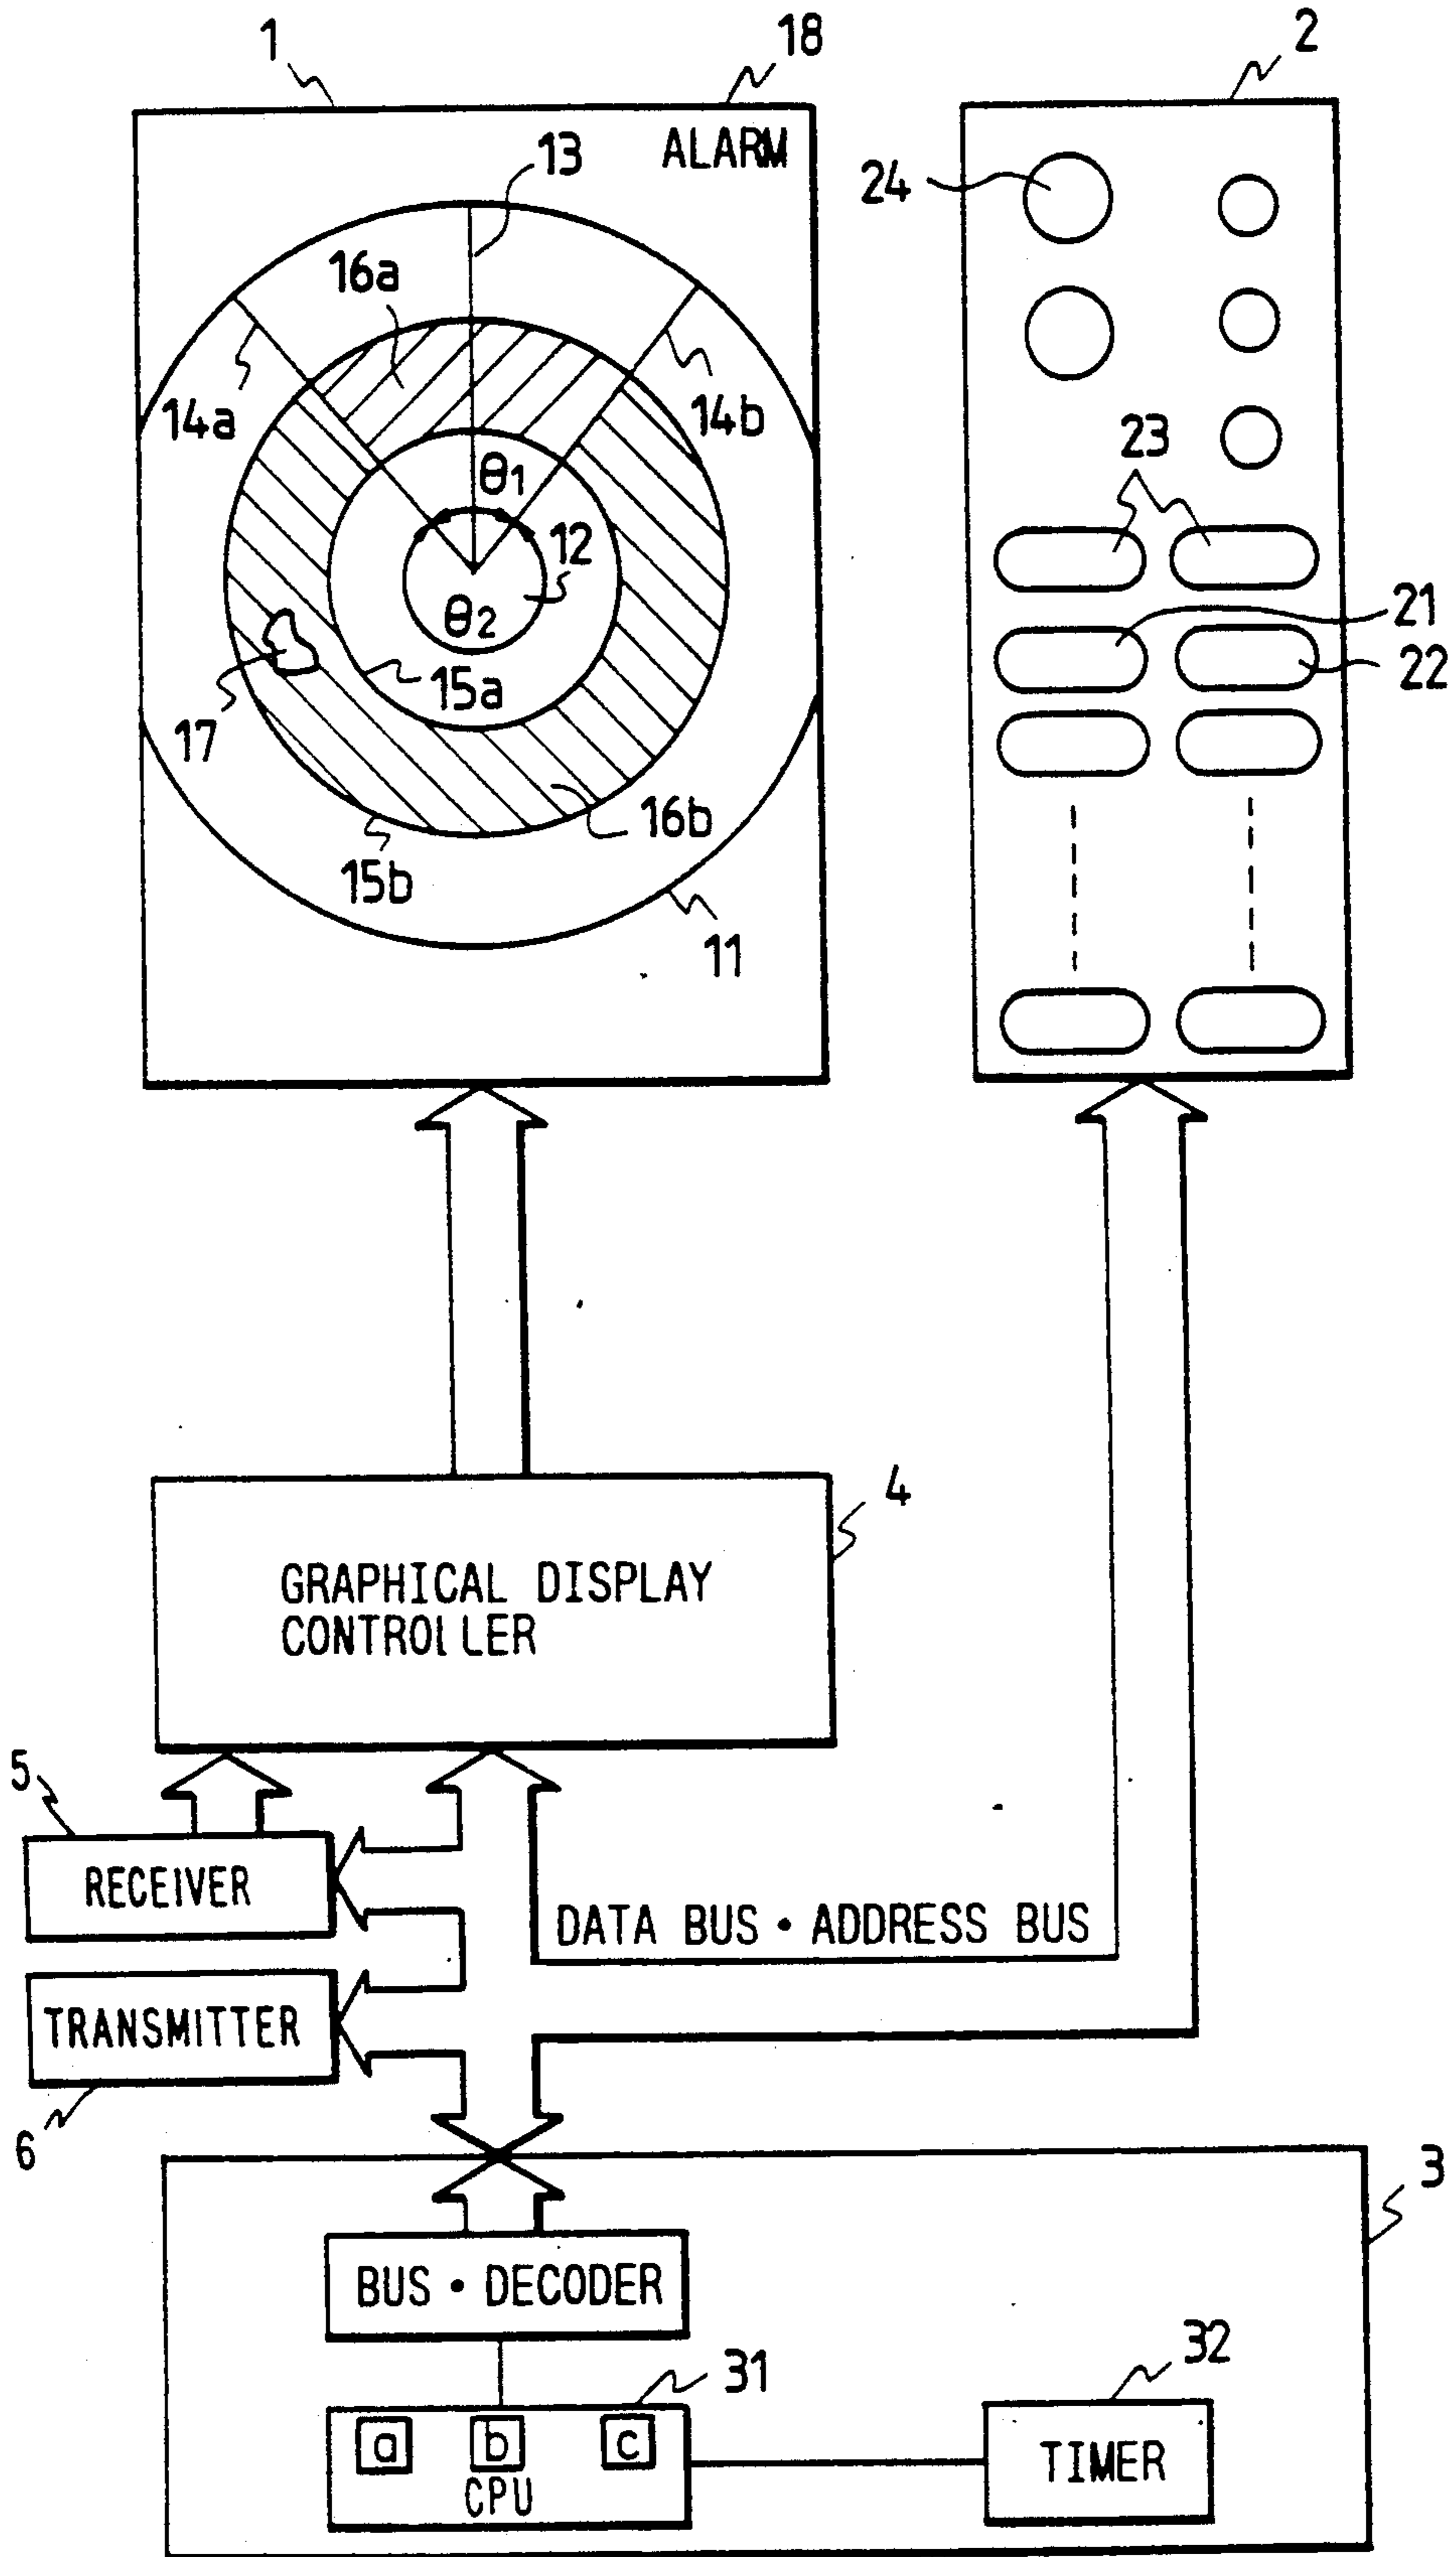 1
18
2
ALARM
13
24
16a
14a
14b
23
θ1
12
θ2
21
22
15a
17
16b
15b
11
4
GRAPHICAL DISPLAY
CONTROLLER
5
RECEIVER
DATA BUS • ADDRESS BUS
TRANSMITTER
6
3
BUS • DECODER
31
32
a
b
c
CPU
TIMER